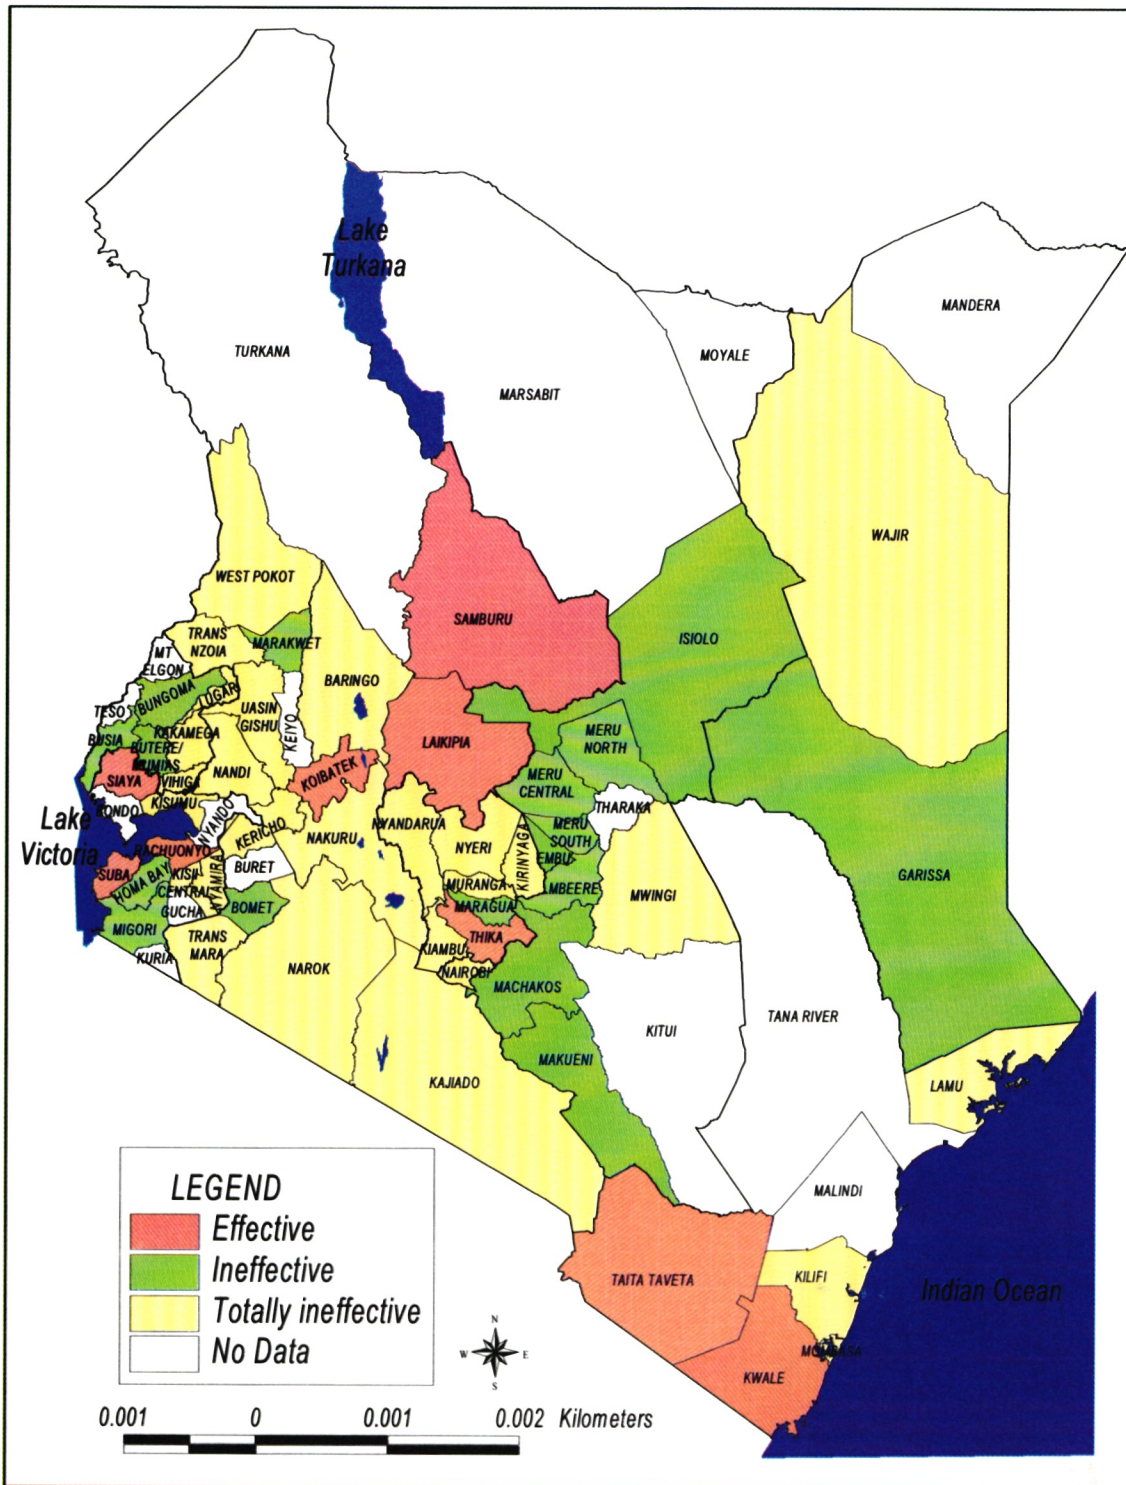 Lake
Turkana
MANDERA
TURKANA
MOYALE
MARSABIT
WAJIR
WEST POKOT
SAMBURU
ISIOLO
TRANS
NZOIA
MARAKWET
MT
ELGON
BARINGO
BUNGOMA
LUGARI
UASIN
GISHU
TESO
KEIYO
BUSIA
KAKAMEGA
BUTERE/
MUMIAS
LAIKIPIA
MERU
NORTH
SIAYA
VIHIGA
NANDI
KOIBATEK
MERU
CENTRAL
BONDO
KISUMU
NYANDO
THARAKA
Lake
Victoria
KERICHO
NAKURU
NYANDARUA
NYERI
KIRINYAGA
MERU
SOUTH
EMBU
RACHUONYO
BURET
SUBA
HOMA BAY
KISII
CENTRAL
NYAMIRA
MURANGA
MBEERE
MWINGI
GARISSA
GUCHA
BOMET
MARAGUA
MIGORI
TRANS
MARA
THIKA
KURIA
NAROK
KIAMBU
NAIROBI
MACHAKOS
KITUI
TANA RIVER
MAKUENI
KAJIADO
LAMU
MALINDI
LEGEND
Effective
Ineffective
Totally ineffective
No Data
TAITA TAVETA
KILIFI
Indian Ocean
MOMBASA
KWALE
N
W E
S
0.001 0 0.001 0.002 Kilometers